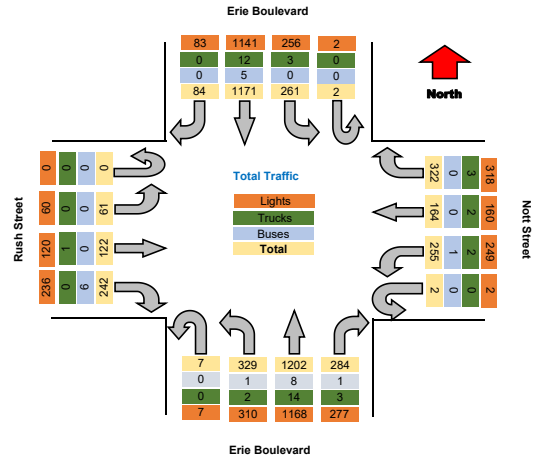 Erie Boulevard
83 1141 256 2
0 12 3 0
0 5 0 0
84 1171 261 2
North
Total Traffic
Lights
Trucks
Buses
Total
Rush Street
0 0 0 0
60 0 0 61
120 1 0 122
236 0 6 242
322 0 3 318
164 0 2 160
255 1 2 249
2 0 0 2
Nott Street
7 329 1202 284
0 1 8 1
0 2 14 3
7 310 1168 277
Erie Boulevard